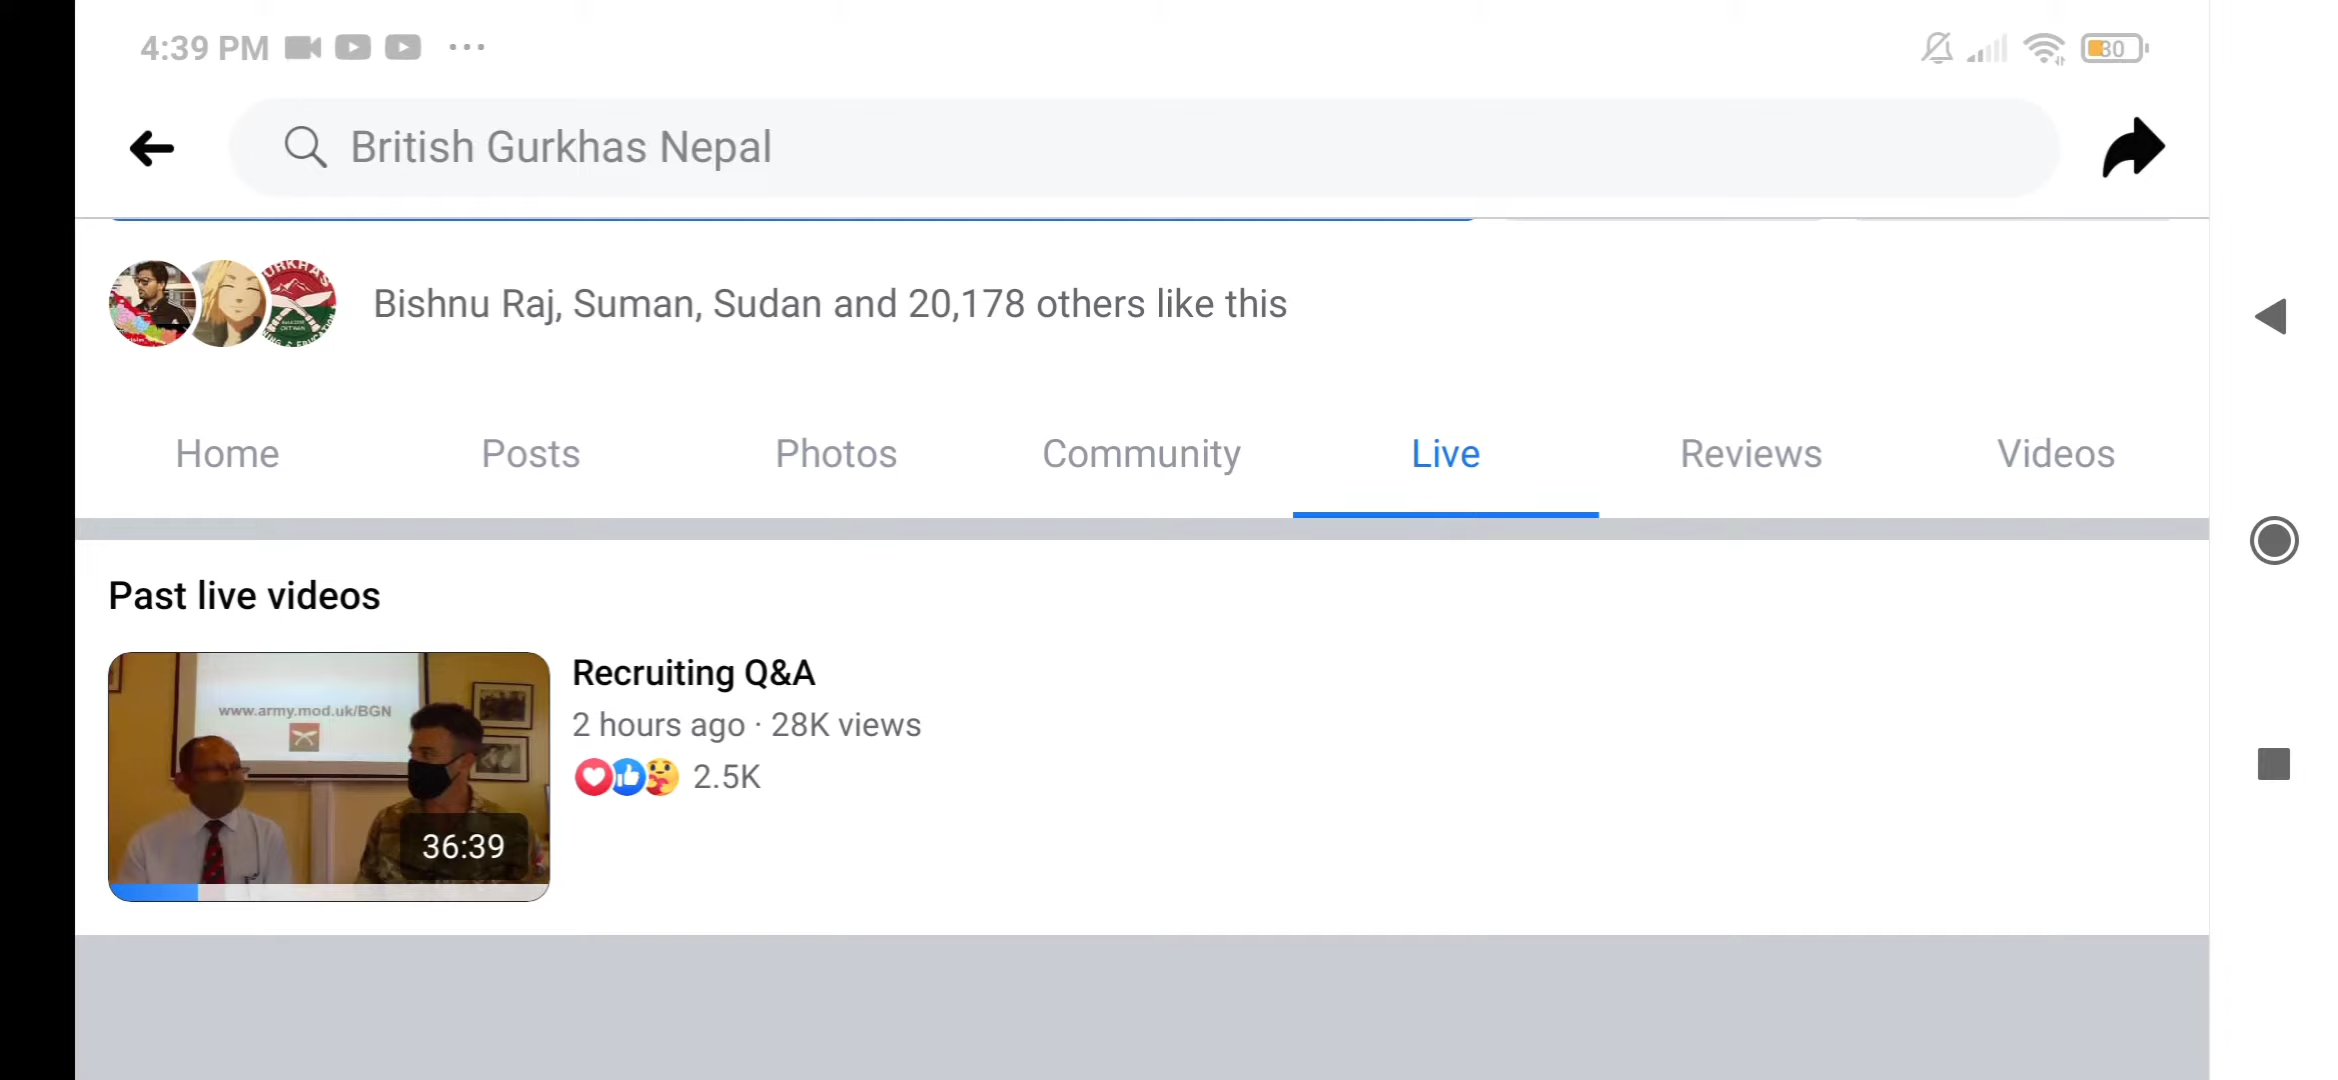 4:39 PM
30
British Gurkhas Nepal
Bishnu Raj, Suman, Sudan and 20,178 others like this
Home Posts Photos Community Live Reviews Videos
Past live videos
www.army.mod.uk/BGN
36:39
Recruiting Q&A
2 hours ago · 28K views
2.5K